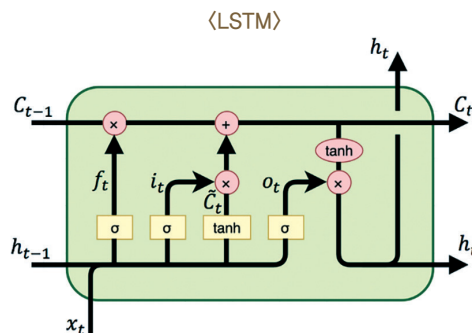 〈LSTM〉
h_t
C_{t-1} × + C_t
tanh
f_t i_t × o_t ×
C̃_t
σ σ tanh σ
h_{t-1} h_t
x_t